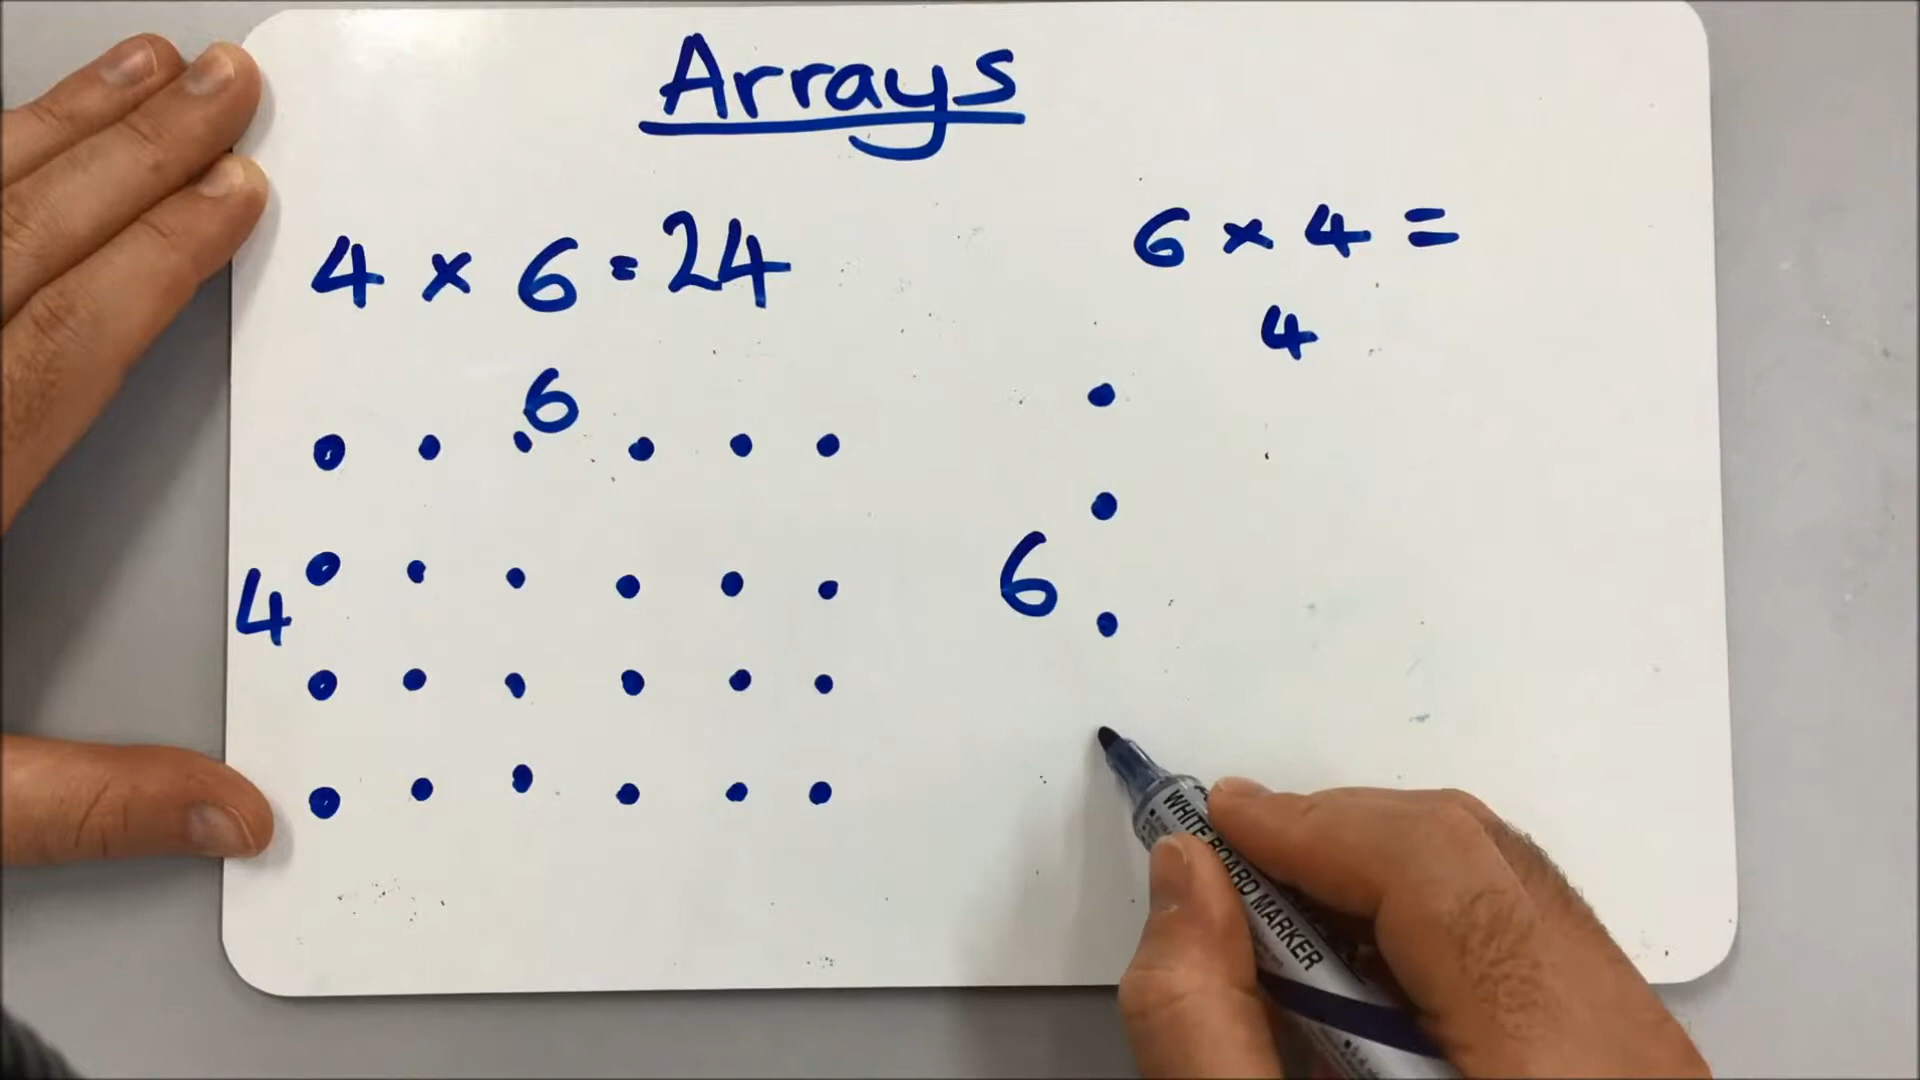 Arrays
4 × 6 = 24
6
4
6 × 4 =
4
6
WHITE BOARD MARKER